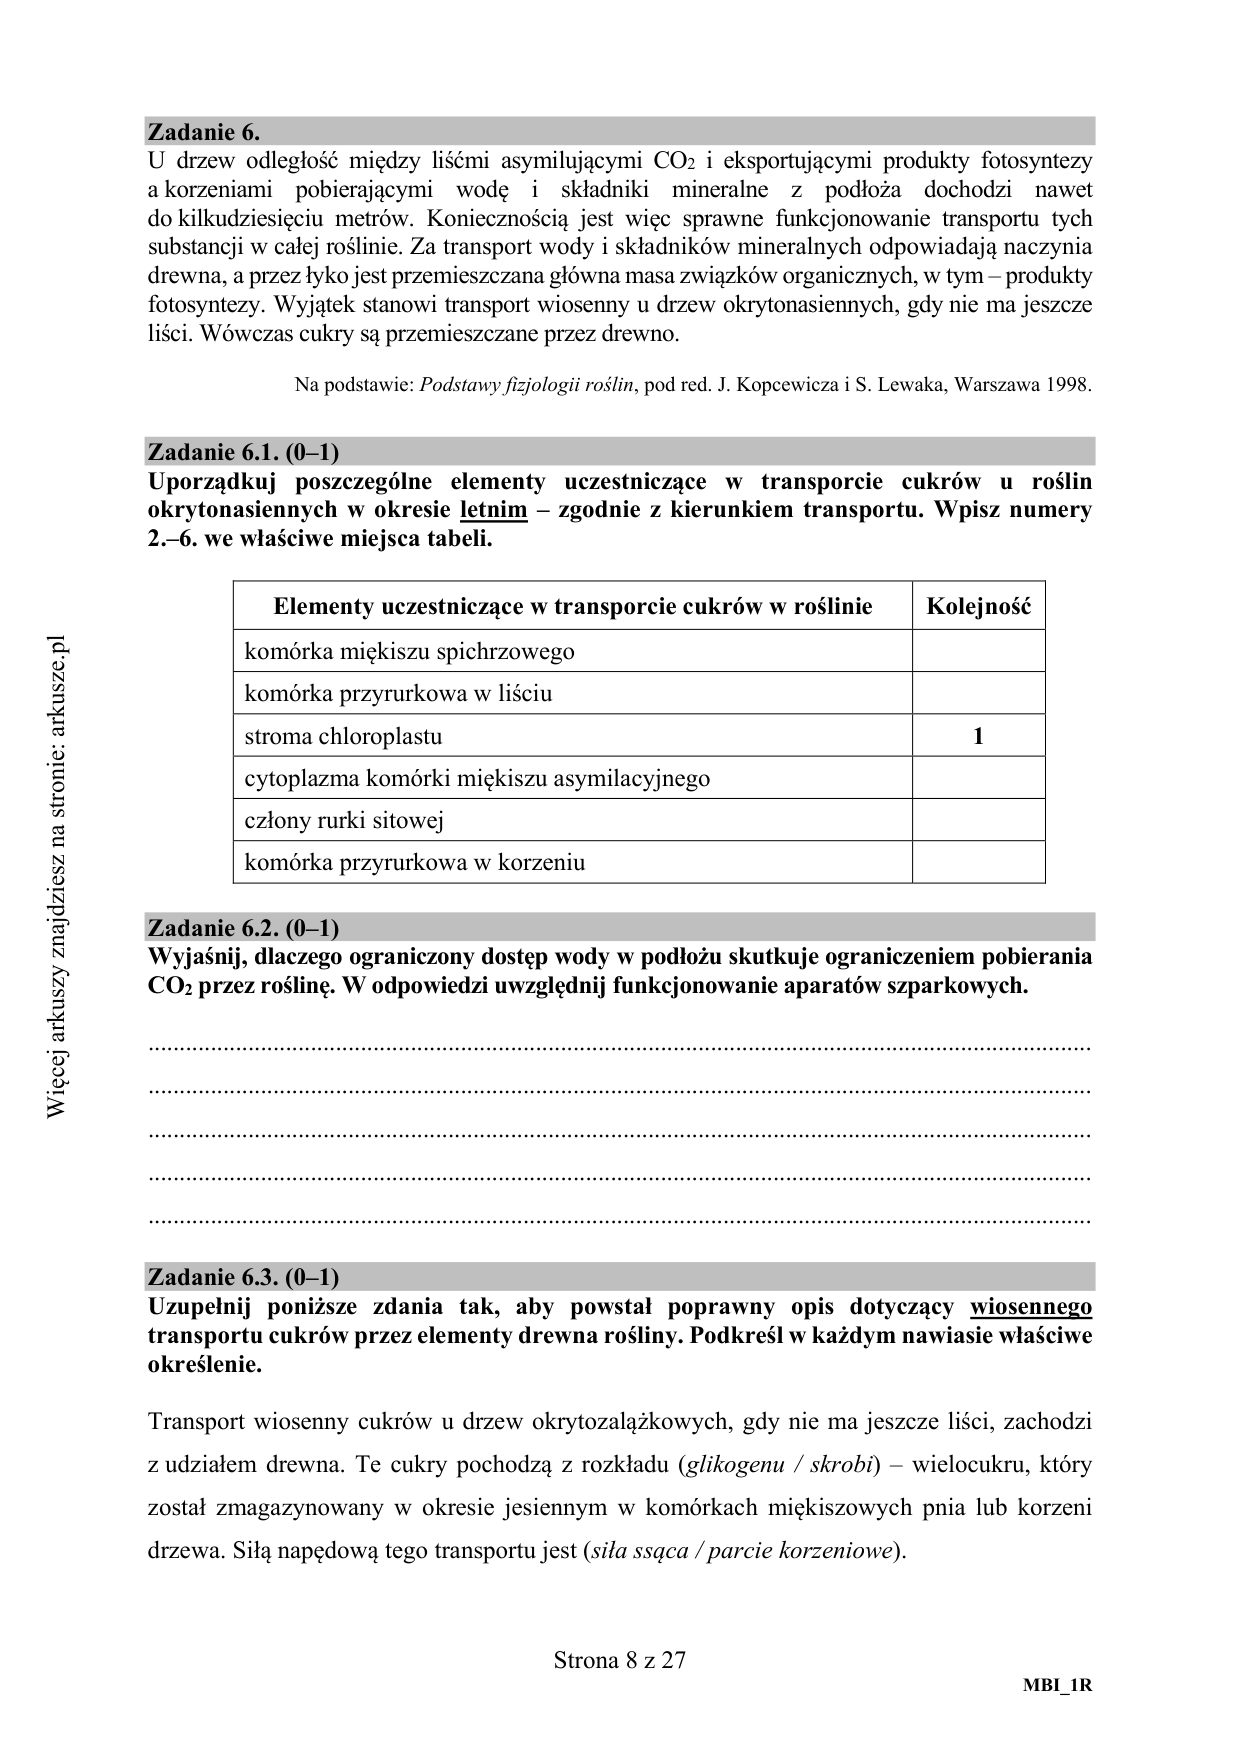 Zadanie 6.
U drzew odległość między liśćmi asymilującymi CO₂ i eksportującymi produkty fotosyntezy
a korzeniami pobierającymi wodę i składniki mineralne z podłoża dochodzi nawet
do kilkudziesięciu metrów. Koniecznością jest więc sprawne funkcjonowanie transportu tych
substancji w całej roślinie. Za transport wody i składników mineralnych odpowiadają naczynia
drewna, a przez łyko jest przemieszczana główna masa związków organicznych, w tym – produkty
fotosyntezy. Wyjątek stanowi transport wiosenny u drzew okrytonasiennych, gdy nie ma jeszcze
liści. Wówczas cukry są przemieszczane przez drewno.
Na podstawie: Podstawy fizjologii roślin, pod red. J. Kopcewicza i S. Lewaka, Warszawa 1998.
Zadanie 6.1. (0–1)
Uporządkuj poszczególne elementy uczestniczące w transporcie cukrów u roślin
okrytonasiennych w okresie letnim – zgodnie z kierunkiem transportu. Wpisz numery
2.–6. we właściwe miejsca tabeli.
Elementy uczestniczące w transporcie cukrów w roślinie Kolejność
komórka miękiszu spichrzowego
komórka przyrurkowa w liściu
stroma chloroplastu 1
cytoplazma komórki miękiszu asymilacyjnego
człony rurki sitowej
komórka przyrurkowa w korzeniu
Zadanie 6.2. (0–1)
Wyjaśnij, dlaczego ograniczony dostęp wody w podłożu skutkuje ograniczeniem pobierania
CO₂ przez roślinę. W odpowiedzi uwzględnij funkcjonowanie aparatów szparkowych.
Zadanie 6.3. (0–1)
Uzupełnij poniższe zdania tak, aby powstał poprawny opis dotyczący wiosennego
transportu cukrów przez elementy drewna rośliny. Podkreśl w każdym nawiasie właściwe
określenie.
Transport wiosenny cukrów u drzew okrytozalążkowych, gdy nie ma jeszcze liści, zachodzi
z udziałem drewna. Te cukry pochodzą z rozkładu (glikogenu / skrobi) – wielocukru, który
został zmagazynowany w okresie jesiennym w komórkach miękiszowych pnia lub korzeni
drzewa. Siłą napędową tego transportu jest (siła ssąca / parcie korzeniowe).
Strona 8 z 27
MBI_1R
Więcej arkuszy znajdziesz na stronie: arkusze.pl